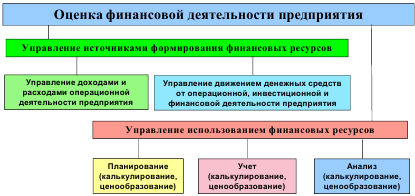 Оценка финансовой деятельности предприятия
Управление источниками формирования финансовых ресурсов
Управление доходами и
расходами операционной
деятельности предприятия
Управление движением денежных средств
от операционной, инвестиционной и
финансовой деятельности предприятия
Управление использованием финансовых ресурсов
Планирование
(калькулирование,
ценообразование)
Учет
(калькулирование,
ценообразование)
Анализ
(калькулирование,
ценообразование)